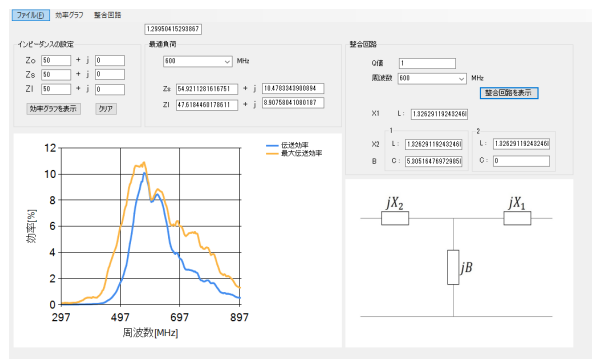 ファイル(F) 効率グラフ 整合回路
1.29950415293867
インピーダンスの設定
Zo 50 + j 0
Zs 50 + j 0
Zl 50 + j 0
効率グラフを表示 クリア
最適負荷
600 MHz
Zs 54.9211281616751 + j 10.4783343900894
Zl 47.6184460178611 + j 8.90758041080187
整合回路
Q値 1
周波数 600 MHz
整合回路を表示
X1 L: 1.32629119243246
1 2
X2 L: 1.32629119243246 L: 1.32629119243246
B C: 5.30516476972985 C: 0
12
10
8
6
4
2
0
効率[%]
297 497 697 897
周波数[MHz]
伝送効率
最大伝送効率
jX2 jX1
jB